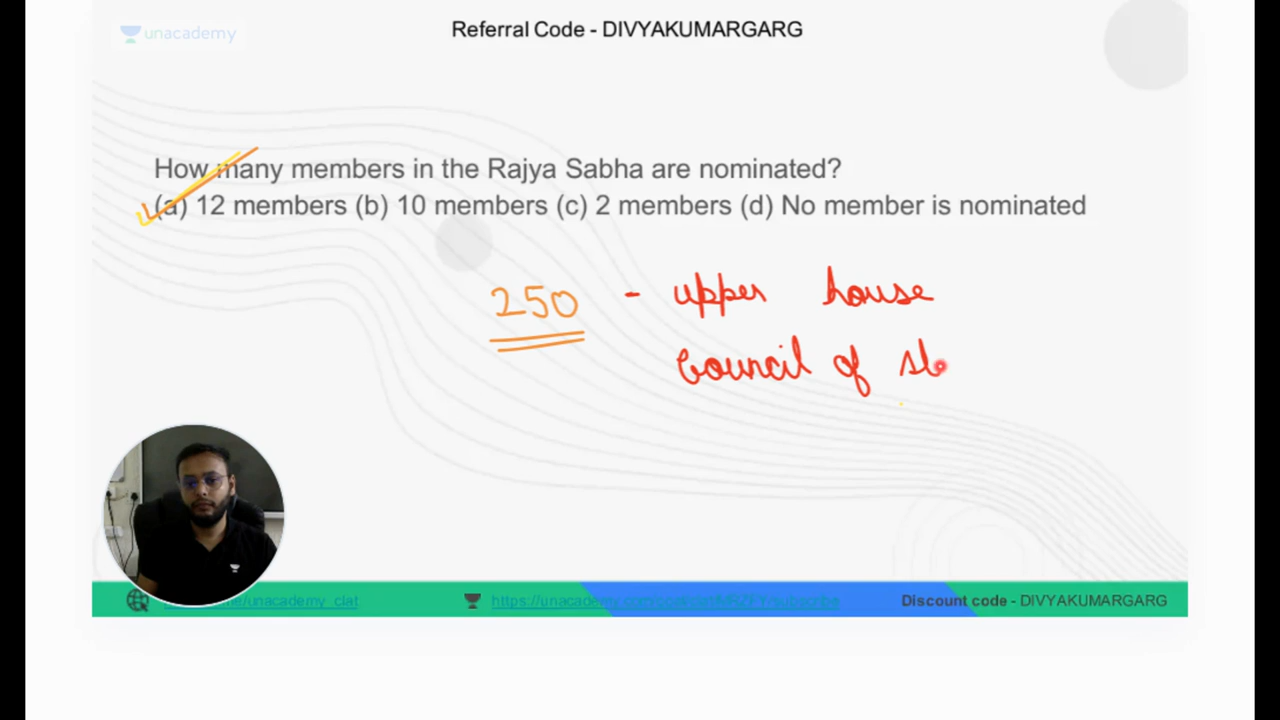 unacademy
Referral Code - DIVYAKUMARGARG
How many members in the Rajya Sabha are nominated?
(a) 12 members (b) 10 members (c) 2 members (d) No member is nominated
250 - upper house
Council of st
/unacademy_clat
Discount code - DIVYAKUMARGARG